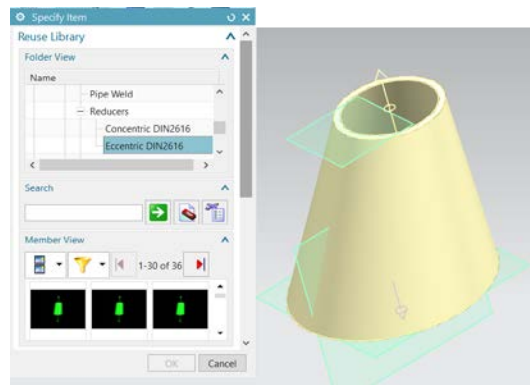 Specify Item
Reuse Library
Folder View
Name
Pipe Weld
Reducers
Concentric DIN2616
Eccentric DIN2616
Search
Member View
1-30 of 36
OK
Cancel